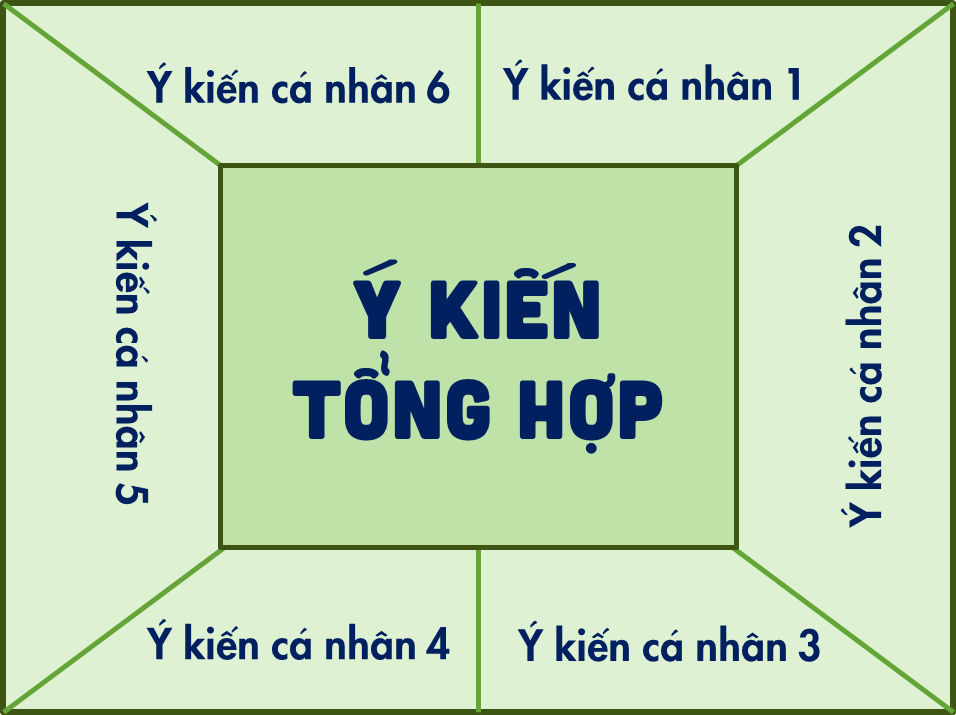 Ý kiến cá nhân 6
Ý kiến cá nhân 1
Ý kiến cá nhân 5
Ý KIẾN
TỔNG HỢP
Ý kiến cá nhân 2
Ý kiến cá nhân 4
Ý kiến cá nhân 3